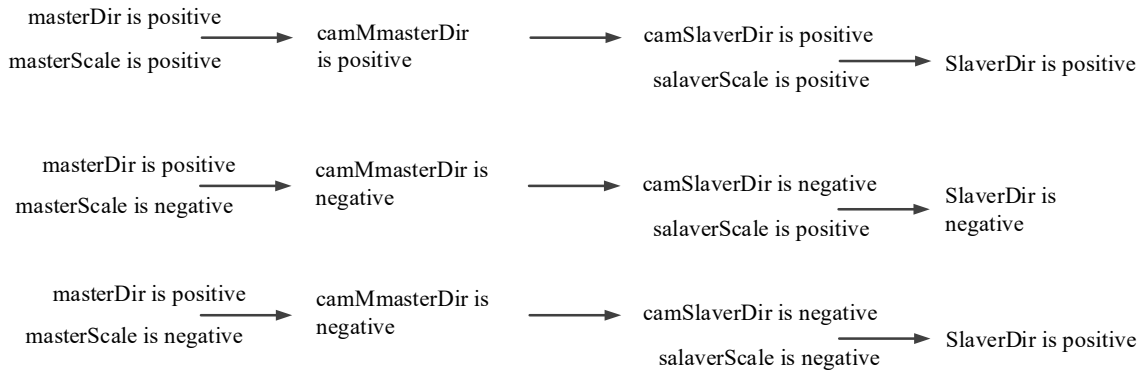 masterDir is positive
masterScale is positive
camMmasterDir
is positive
camSlaverDir is positive
salaverScale is positive
SlaverDir is positive
masterDir is positive
masterScale is negative
camMmasterDir is
negative
camSlaverDir is negative
salaverScale is positive
SlaverDir is
negative
masterDir is positive
masterScale is negative
camMmasterDir is
negative
camSlaverDir is negative
salaverScale is negative
SlaverDir is positive